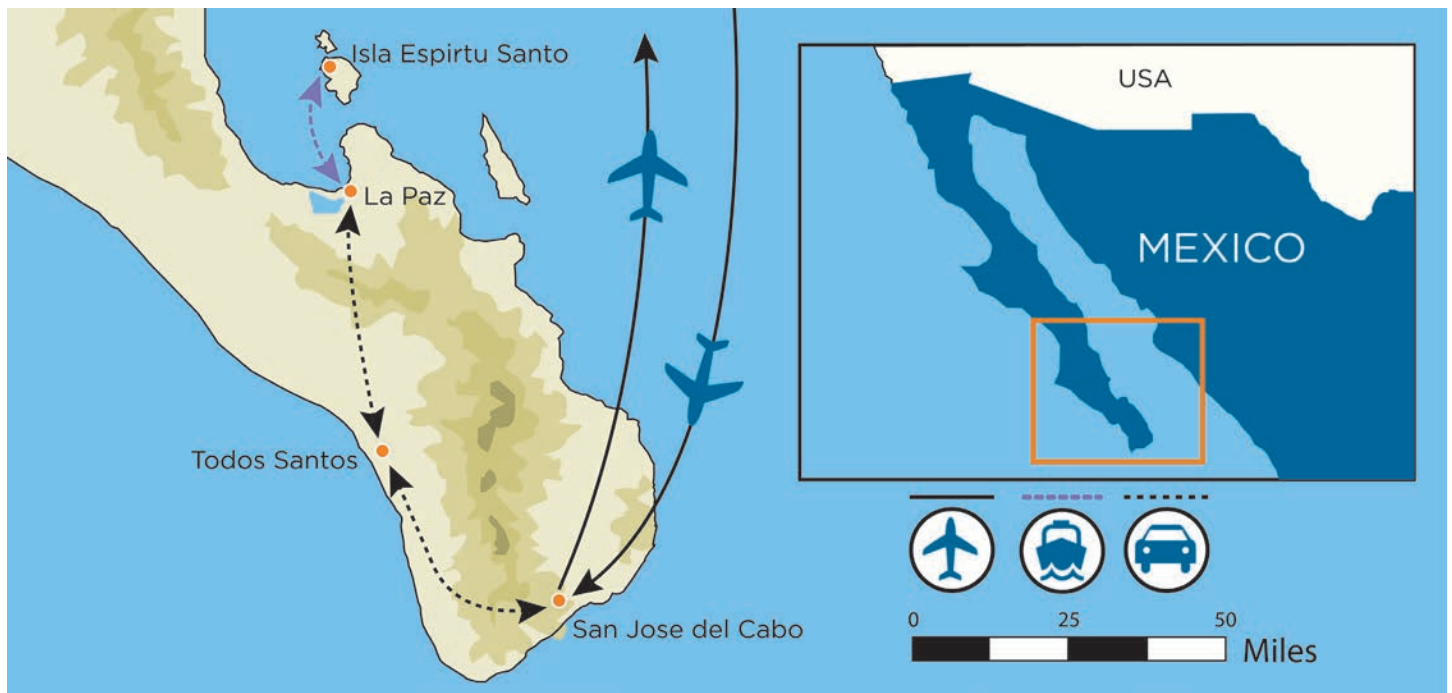 Isla Espirtu Santo
La Paz
Todos Santos
San Jose del Cabo
USA
MEXICO
0 25 50
Miles